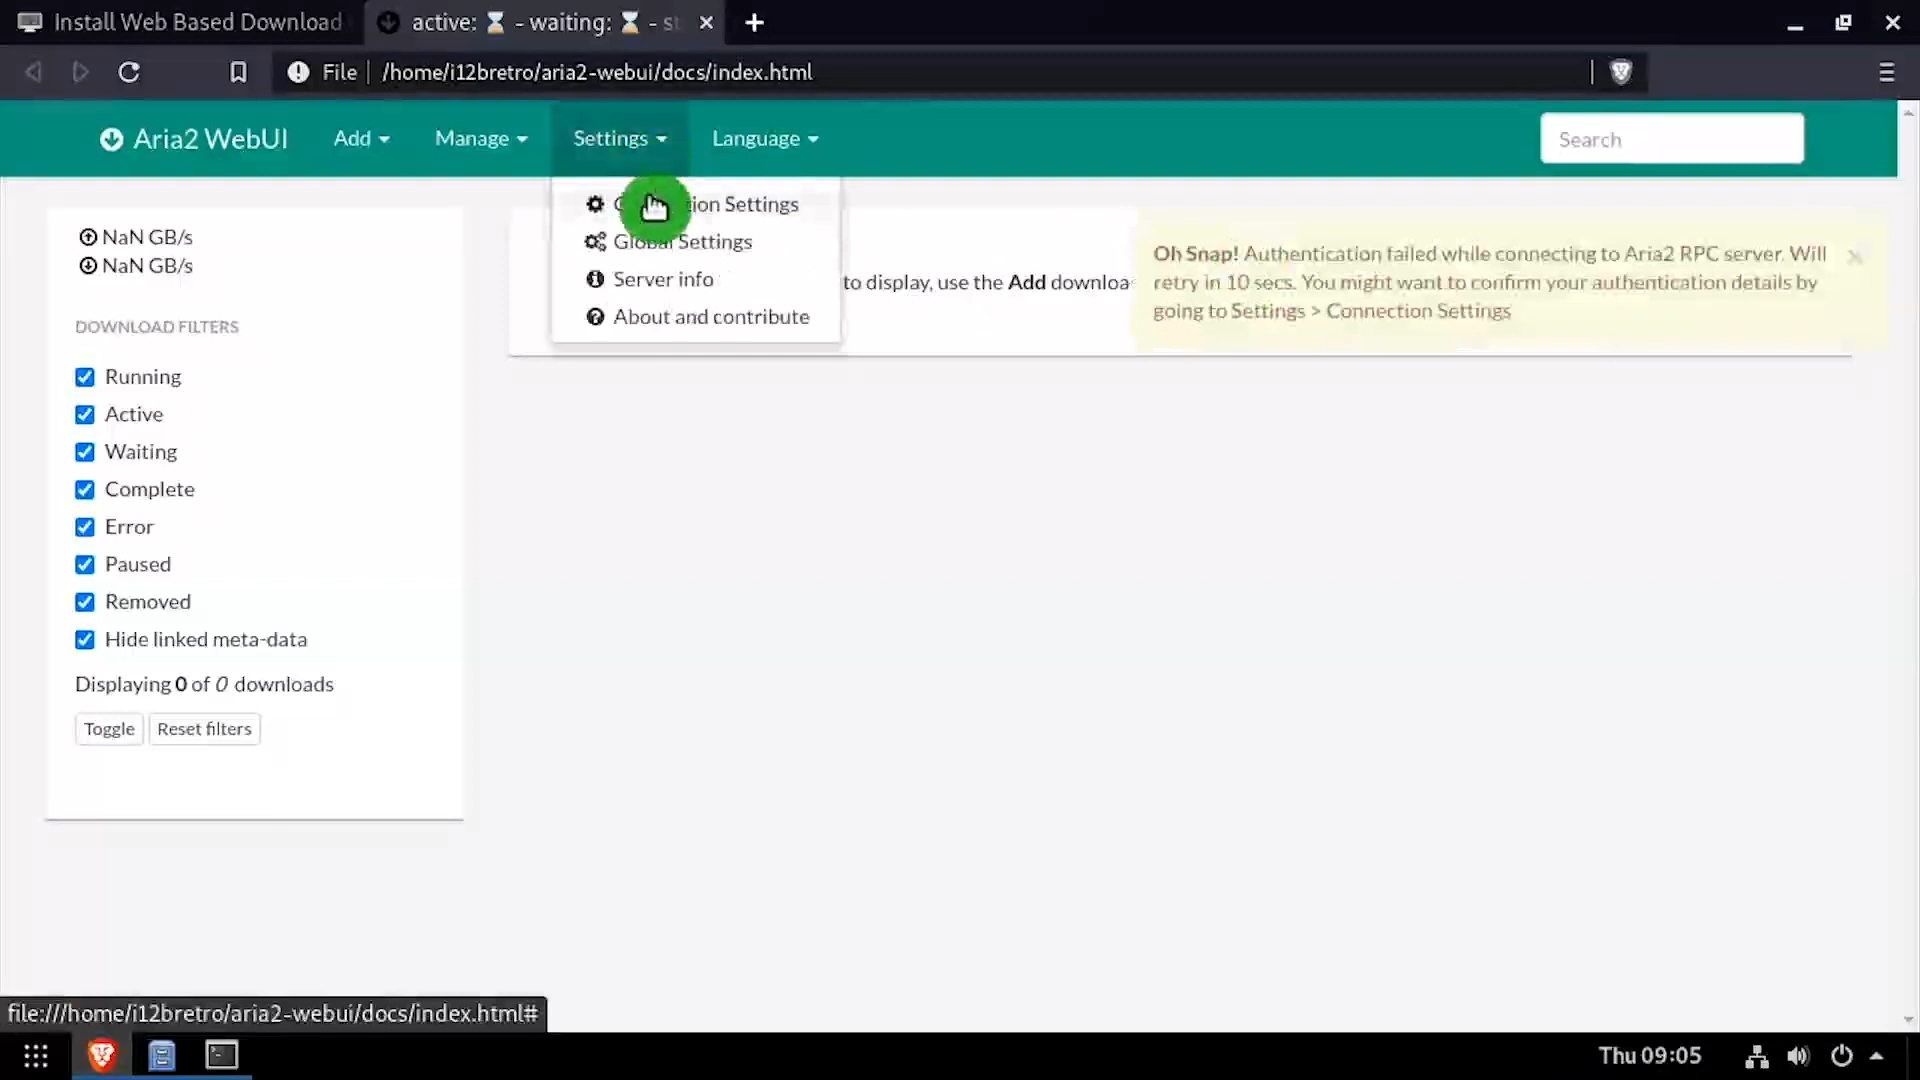 Install Web Based Download
active: ⌛ - waiting: ⌛ - st
File
/home/i12bretro/aria2-webui/docs/index.html
Aria2 WebUI
Add
Manage
Settings
Language
Search
Settings
Global Settings
Server info
About and contribute
NaN GB/s
NaN GB/s
DOWNLOAD FILTERS
Running
Active
Waiting
Complete
Error
Paused
Removed
Hide linked meta-data
Displaying 0 of 0 downloads
Toggle
Reset filters
to display, use the Add downloa
Oh Snap! Authentication failed while connecting to Aria2 RPC server. Will
retry in 10 secs. You might want to confirm your authentication details by
going to Settings > Connection Settings
file:///home/i12bretro/aria2-webui/docs/index.html#
Thu 09:05